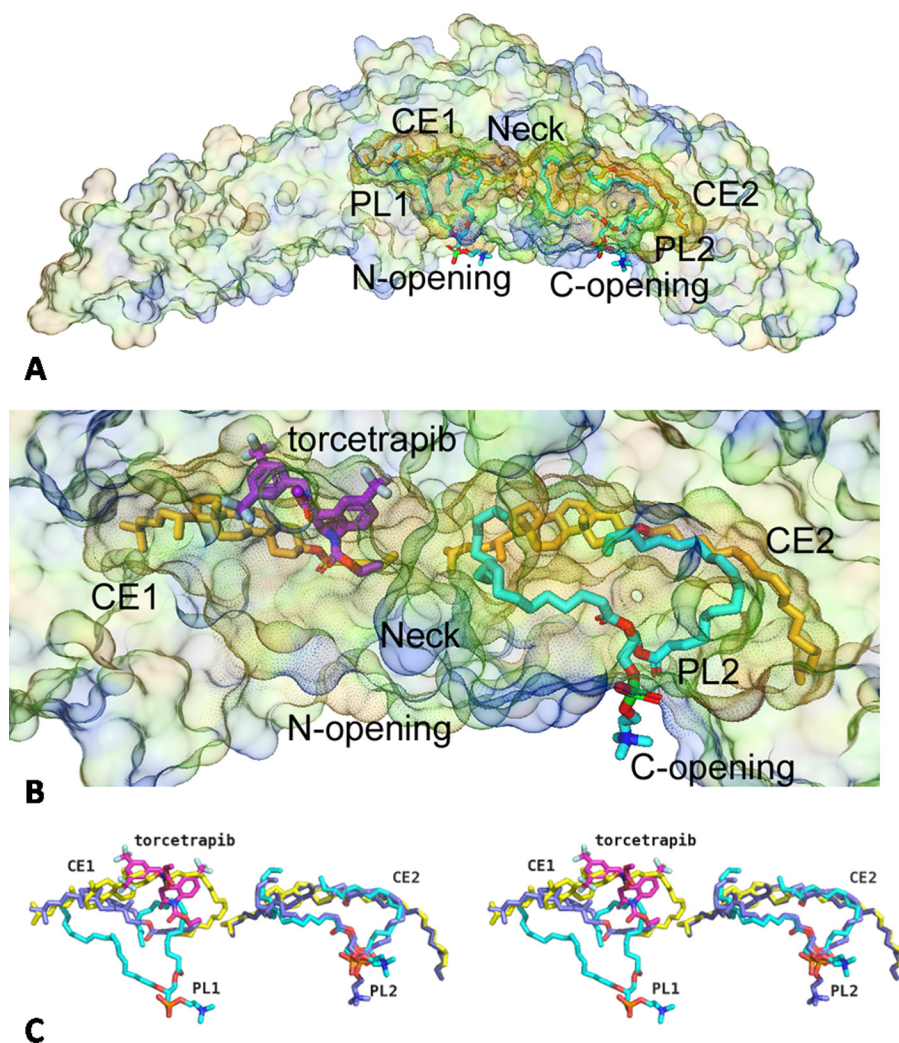 CE1 Neck
PL1 CE2
PL2
N-opening C-opening
A
torcetrapib
CE2
CE1
Neck
PL2
N-opening
C-opening
B
torcetrapib torcetrapib
CE1 CE2 CE1 CE2
PL1 PL2 PL1 PL2
C